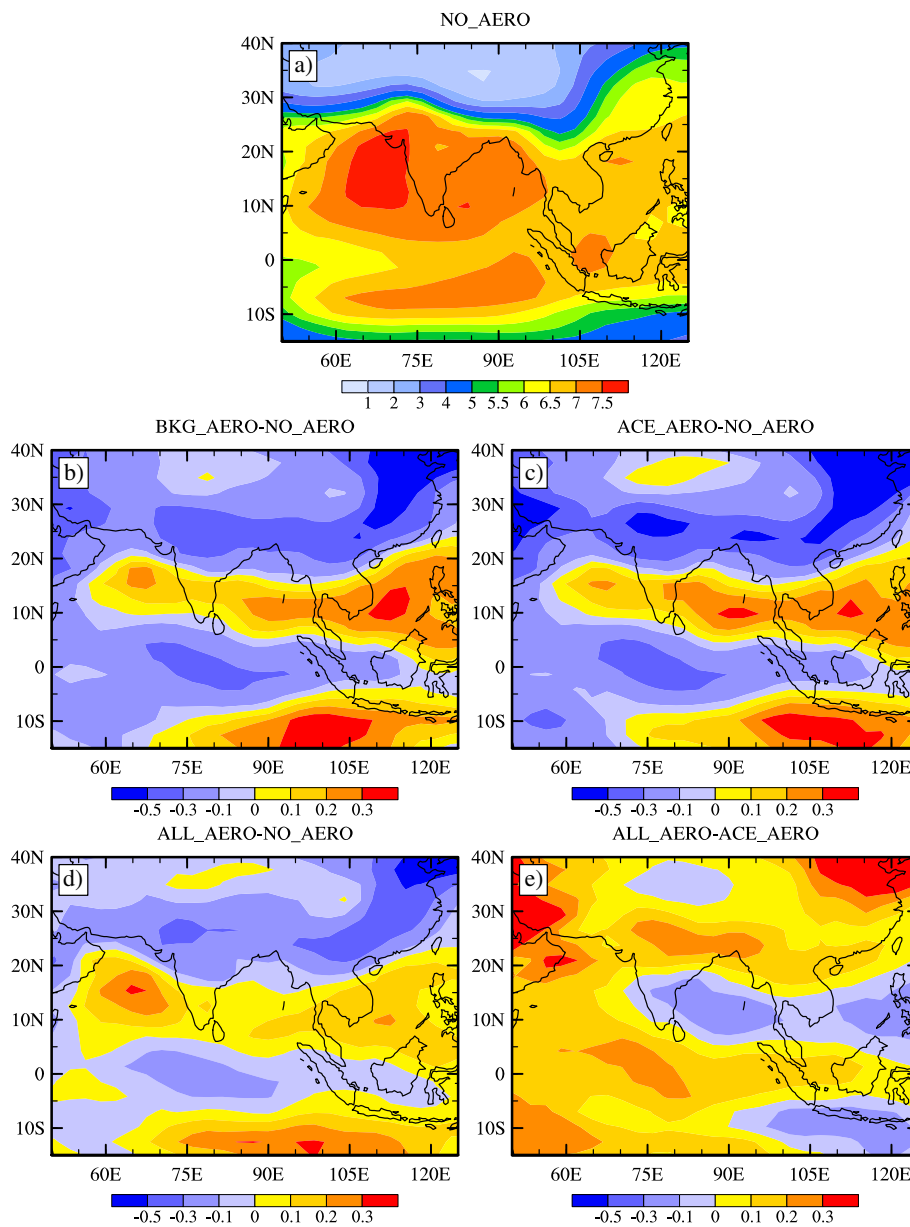 NO_AERO
a)
40N
30N
20N
10N
0
10S
60E 75E 90E 105E 120E
1 2 3 4 5 5.5 6 6.5 7 7.5
BKG_AERO-NO_AERO
b)
40N
30N
20N
10N
0
10S
60E 75E 90E 105E 120E
-0.5 -0.3 -0.1 0 0.1 0.2 0.3
ACE_AERO-NO_AERO
c)
40N
30N
20N
10N
0
10S
60E 75E 90E 105E 120E
-0.5 -0.3 -0.1 0 0.1 0.2 0.3
ALL_AERO-NO_AERO
d)
40N
30N
20N
10N
0
10S
60E 75E 90E 105E 120E
-0.5 -0.3 -0.1 0 0.1 0.2 0.3
ALL_AERO-ACE_AERO
e)
40N
30N
20N
10N
0
10S
60E 75E 90E 105E 120E
-0.5 -0.3 -0.1 0 0.1 0.2 0.3